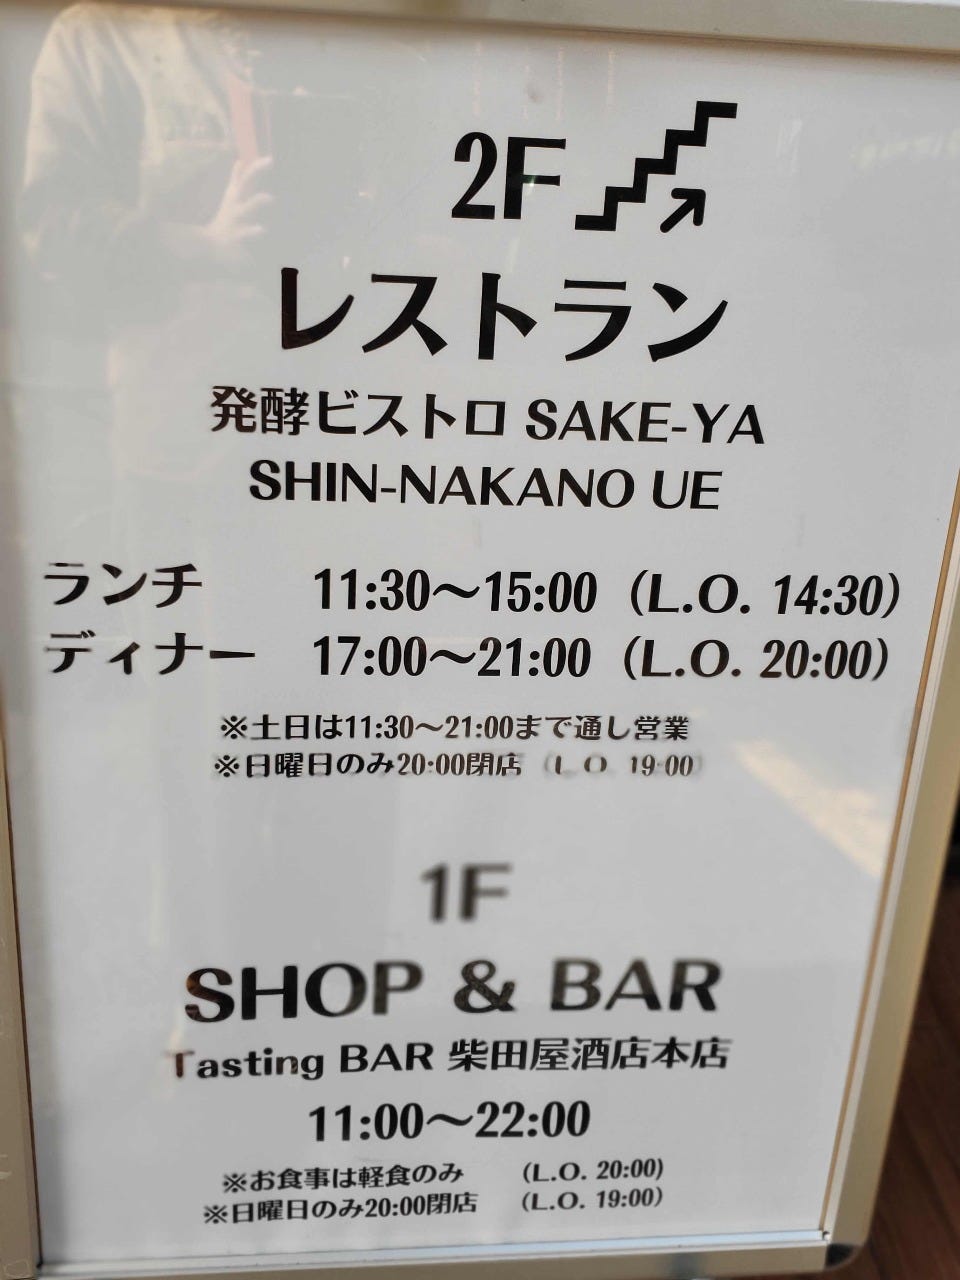 2F
レストラン
発酵ビストロ SAKE-YA
SHIN-NAKANO UE
ランチ 11:30～15:00 (L.O. 14:30)
ディナー 17:00～21:00 (L.O. 20:00)
※土日は11:30～21:00まで通し営業
※日曜日のみ20:00閉店 (L.O. 19:00)
1F
SHOP & BAR
Tasting BAR 柴田屋酒店本店
11:00～22:00
※お食事は軽食のみ (L.O. 20:00)
※日曜日のみ20:00閉店 (L.O. 19:00)